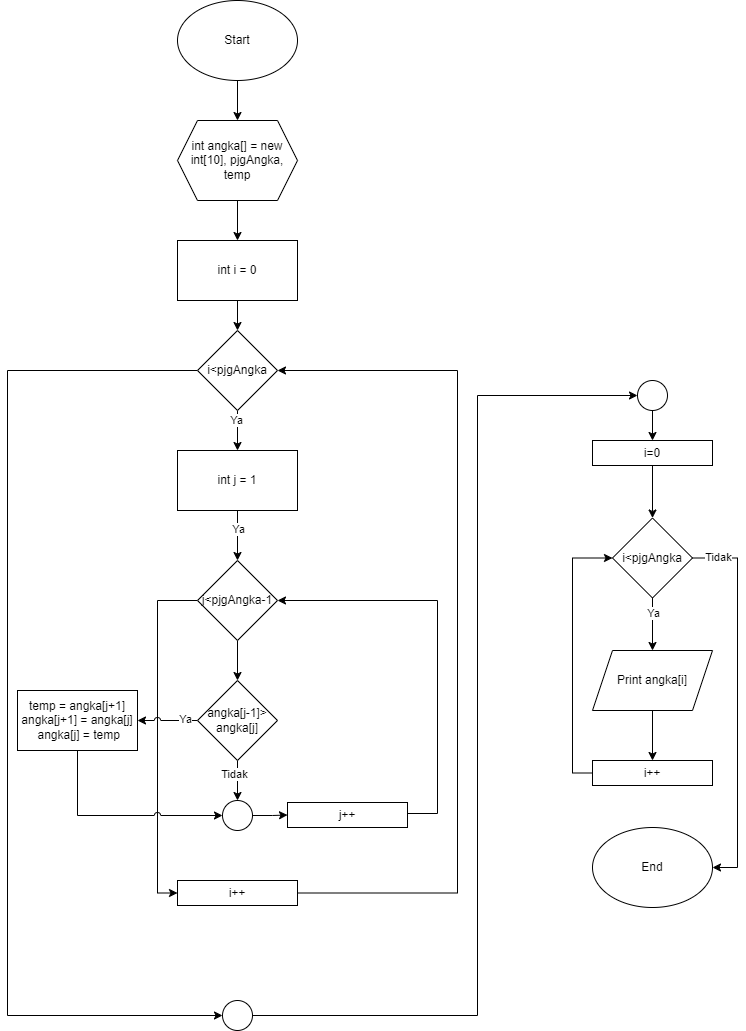 Start
int angka[] = new
int[10], pjgAngka,
temp
int i = 0
i<pjgAngka
Ya
int j = 1
Ya
j<pjgAngka-1
angka[j-1]>
angka[j]
Ya
temp = angka[j+1]
angka[j+1] = angka[j]
angka[j] = temp
Tidak
j++
i++
i=0
i<pjgAngka
Tidak
Ya
Print angka[i]
i++
End